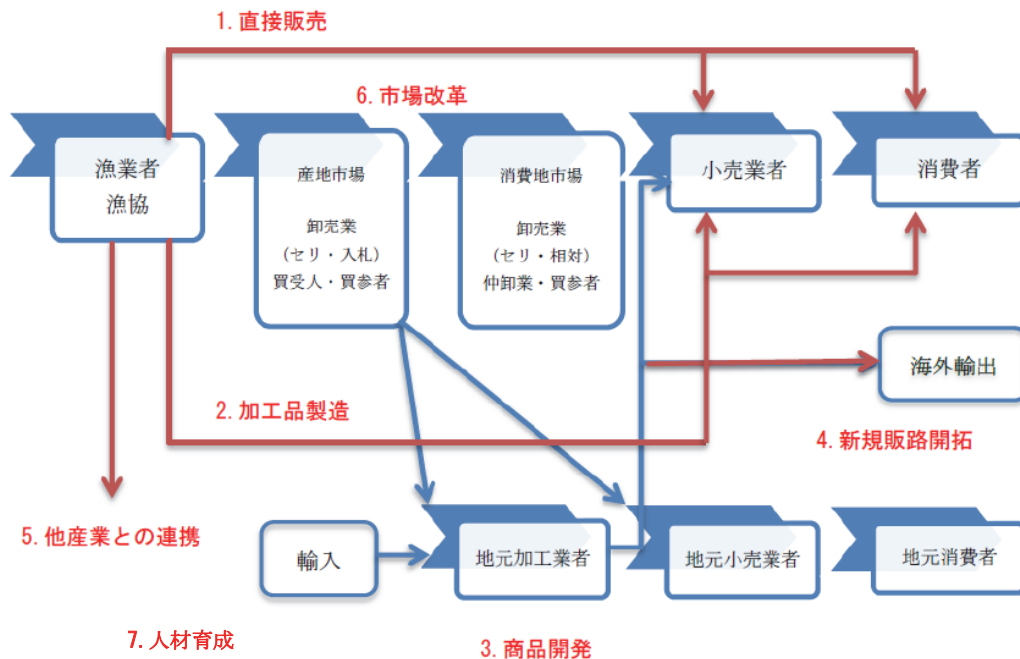 1. 直接販売
6. 市場改革
漁業者
漁協
産地市場
卸売業
（セリ・入札）
買受人・買参者
消費地市場
卸売業
（セリ・相対）
仲卸業・買参者
小売業者
消費者
海外輸出
2. 加工品製造
4. 新規販路開拓
5. 他産業との連携
輸入
地元加工業者
地元小売業者
地元消費者
7. 人材育成
3. 商品開発